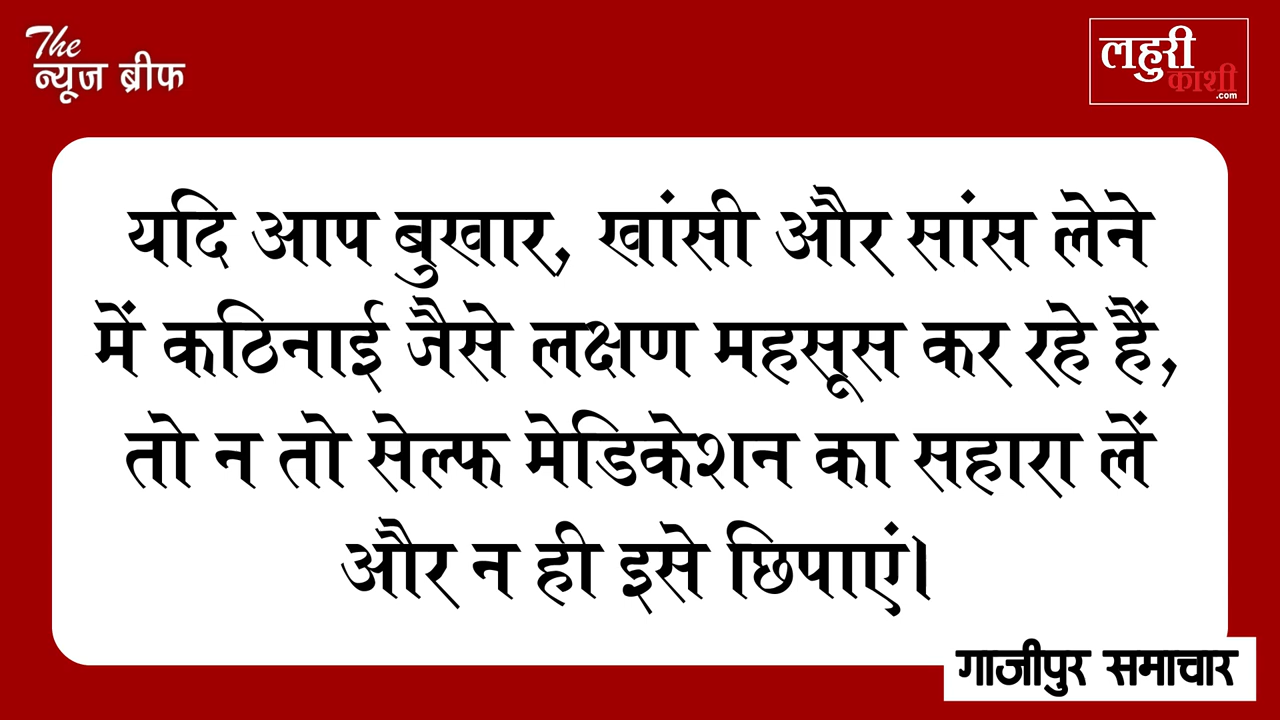 The
न्यूज ब्रीफ
लहुरी
काशी
.com
यदि आप बुखार, खांसी और सांस लेने
में कठिनाई जैसे लक्षण महसूस कर रहे हैं,
तो न तो सेल्फ मेडिकेशन का सहारा लें
और न ही इसे छिपाएं।
गाजीपुर समाचार